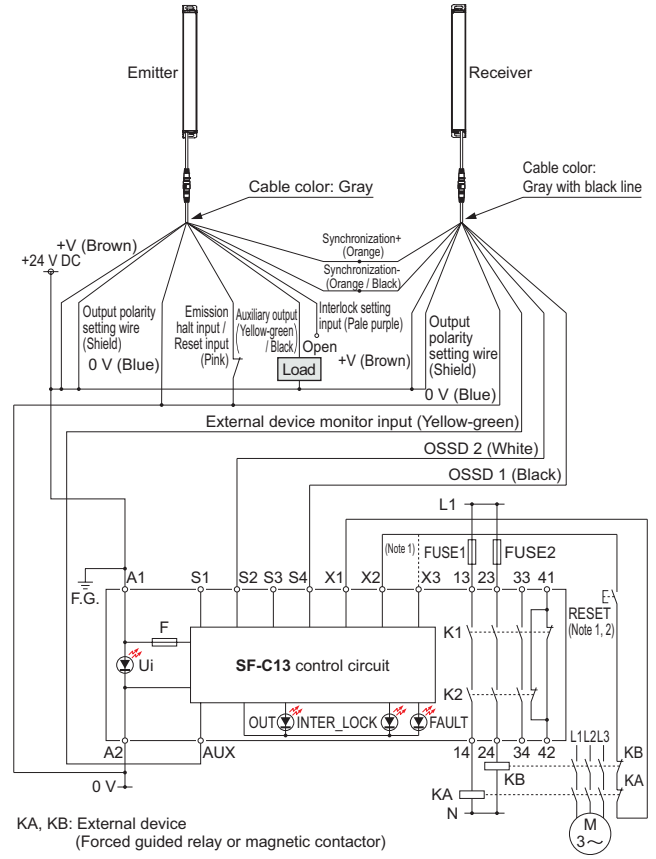 Emitter
Receiver
Cable color: Gray
Cable color:
Gray with black line
+V (Brown)
+24 V DC
Synchronization+
(Orange)
Synchronization-
(Orange / Black)
Output polarity
setting wire
(Shield)
0 V (Blue)
Emission
halt input /
Reset input
(Pink)
Auxiliary output
(Yellow-green
/ Black)
Interlock setting
input (Pale purple)
Open
Load
+V (Brown)
Output
polarity
setting wire
(Shield)
0 V (Blue)
External device monitor input (Yellow-green)
OSSD 2 (White)
OSSD 1 (Black)
L1
(Note 1)
FUSE1
FUSE2
F.G.
A1
S1
S2
S3
S4
X1
X2
X3
13
23
33
41
RESET
(Note 1, 2)
F
K1
Ui
SF-C13 control circuit
K2
OUT
INTER_LOCK
FAULT
L1
L2
L3
A2
AUX
14
24
34
42
KB
KB
KA
KA
0 V
N
M
3~
KA, KB: External device
(Forced guided relay or magnetic contactor)